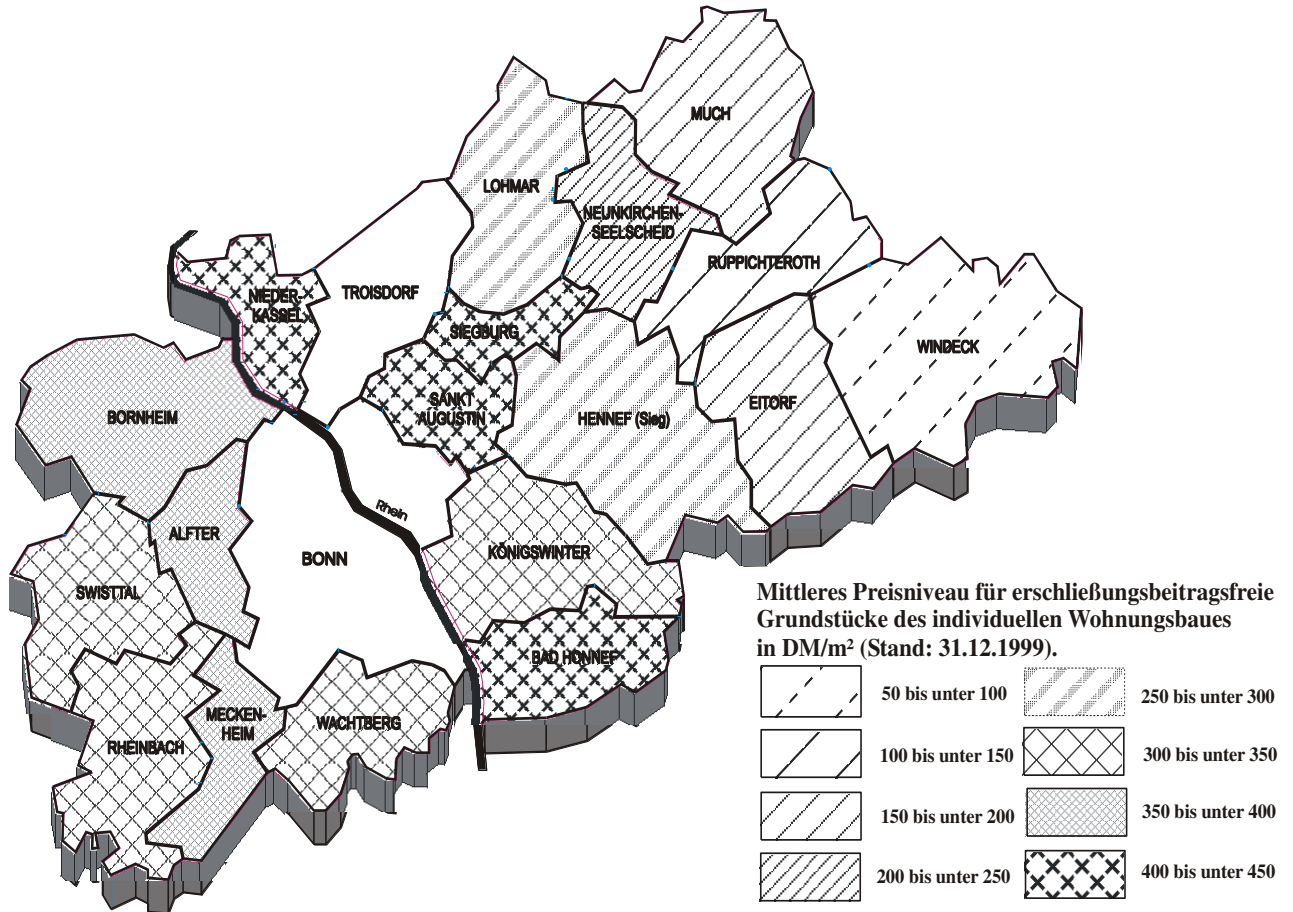 MUCH
LOHMAR
NEUNKIRCHEN-
SEELSCHEID
RUPPICHTEROTH
TROISDORF
NIEDER-
KASSEL
SIEGBURG
WINDECK
SANKT
AUGUSTIN
EITORF
BORNHEIM
HENNEF (Sieg)
Rhein
ALFTER
BONN
KÖNIGSWINTER
SWISTTAL
BAD HONNEF
MECKEN-
HEIM
WACHTBERG
RHEINBACH
Mittleres Preisniveau für erschließungsbeitragsfreie
Grundstücke des individuellen Wohnungsbaues
in DM/m² (Stand: 31.12.1999).
50 bis unter 100
100 bis unter 150
150 bis unter 200
200 bis unter 250
250 bis unter 300
300 bis unter 350
350 bis unter 400
400 bis unter 450